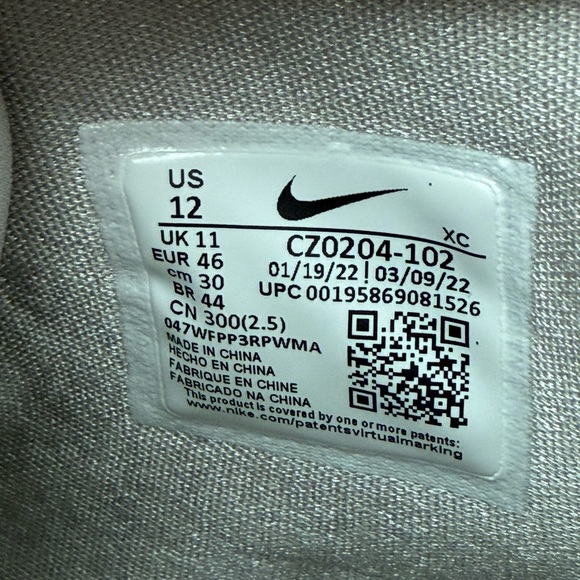 US
12
XC
UK 11
CZ0204-102
EUR 46
01/19/22 | 03/09/22
cm 30
UPC 00195869081526
BR 44
CN 300(2.5)
047WFPP3RPWMA
MADE IN CHINA
HECHO EN CHINA
FABRIQUE EN CHINE
FABRICADO NA CHINA
This product is covered by one or more patents:
www.nike.com/patentsvirtualmarking